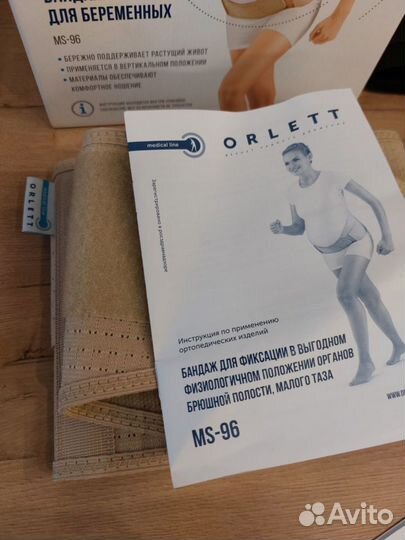 ДЛЯ БЕРЕМЕННЫХ
MS-96
• БЕРЕЖНО ПОДДЕРЖИВАЕТ РАСТУЩИЙ ЖИВОТ
• ПРИМЕНЯЕТСЯ В ВЕРТИКАЛЬНОМ ПОЛОЖЕНИИ
• МАТЕРИАЛЫ ОБЕСПЕЧИВАЮТ
КОМФОРТНОЕ НОШЕНИЕ
medical line
ORLETT
Зарегистрировано в росздравнадзоре
ORLETT
Инструкция по применению
ортопедических изделий
БАНДАЖ ДЛЯ ФИКСАЦИИ В ВЫГОДНОМ
ФИЗИОЛОГИЧНОМ ПОЛОЖЕНИИ ОРГАНОВ
БРЮШНОЙ ПОЛОСТИ, МАЛОГО ТАЗА
MS-96
Avito